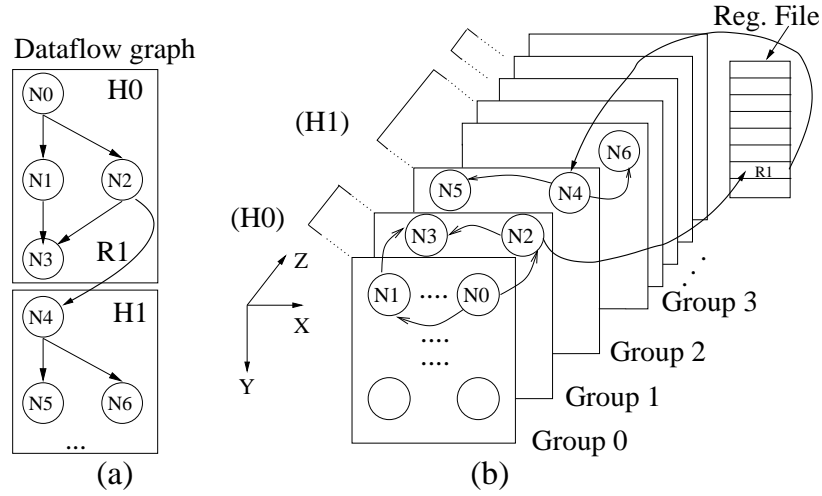 Dataflow graph
H0
N0
N1
N2
N3
R1
H1
N4
N5
N6
...
(a)
Reg. File
R1
(H1)
N6
N5
N4
(H0)
N3
N2
N1
....
N0
....
....
Z
X
Y
Group 3
Group 2
Group 1
Group 0
(b)